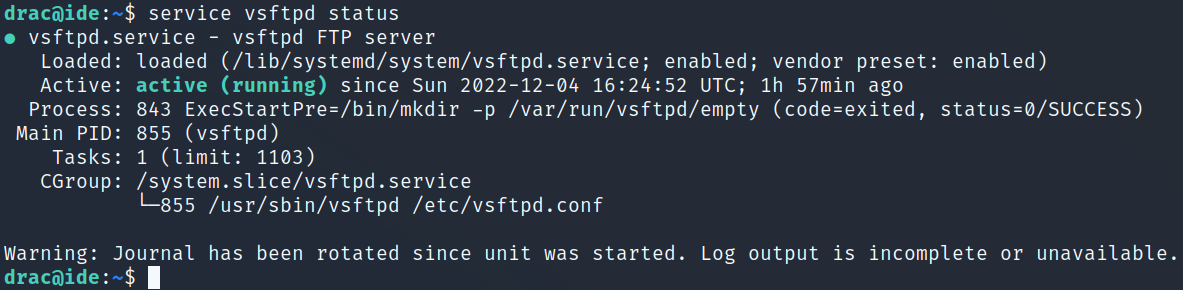 drac@ide:~$ service vsftpd status
● vsftpd.service - vsftpd FTP server
   Loaded: loaded (/lib/systemd/system/vsftpd.service; enabled; vendor preset: enabled)
   Active: active (running) since Sun 2022-12-04 16:24:52 UTC; 1h 57min ago
  Process: 843 ExecStartPre=/bin/mkdir -p /var/run/vsftpd/empty (code=exited, status=0/SUCCESS)
 Main PID: 855 (vsftpd)
    Tasks: 1 (limit: 1103)
   CGroup: /system.slice/vsftpd.service
           └─855 /usr/sbin/vsftpd /etc/vsftpd.conf

Warning: Journal has been rotated since unit was started. Log output is incomplete or unavailable.
drac@ide:~$